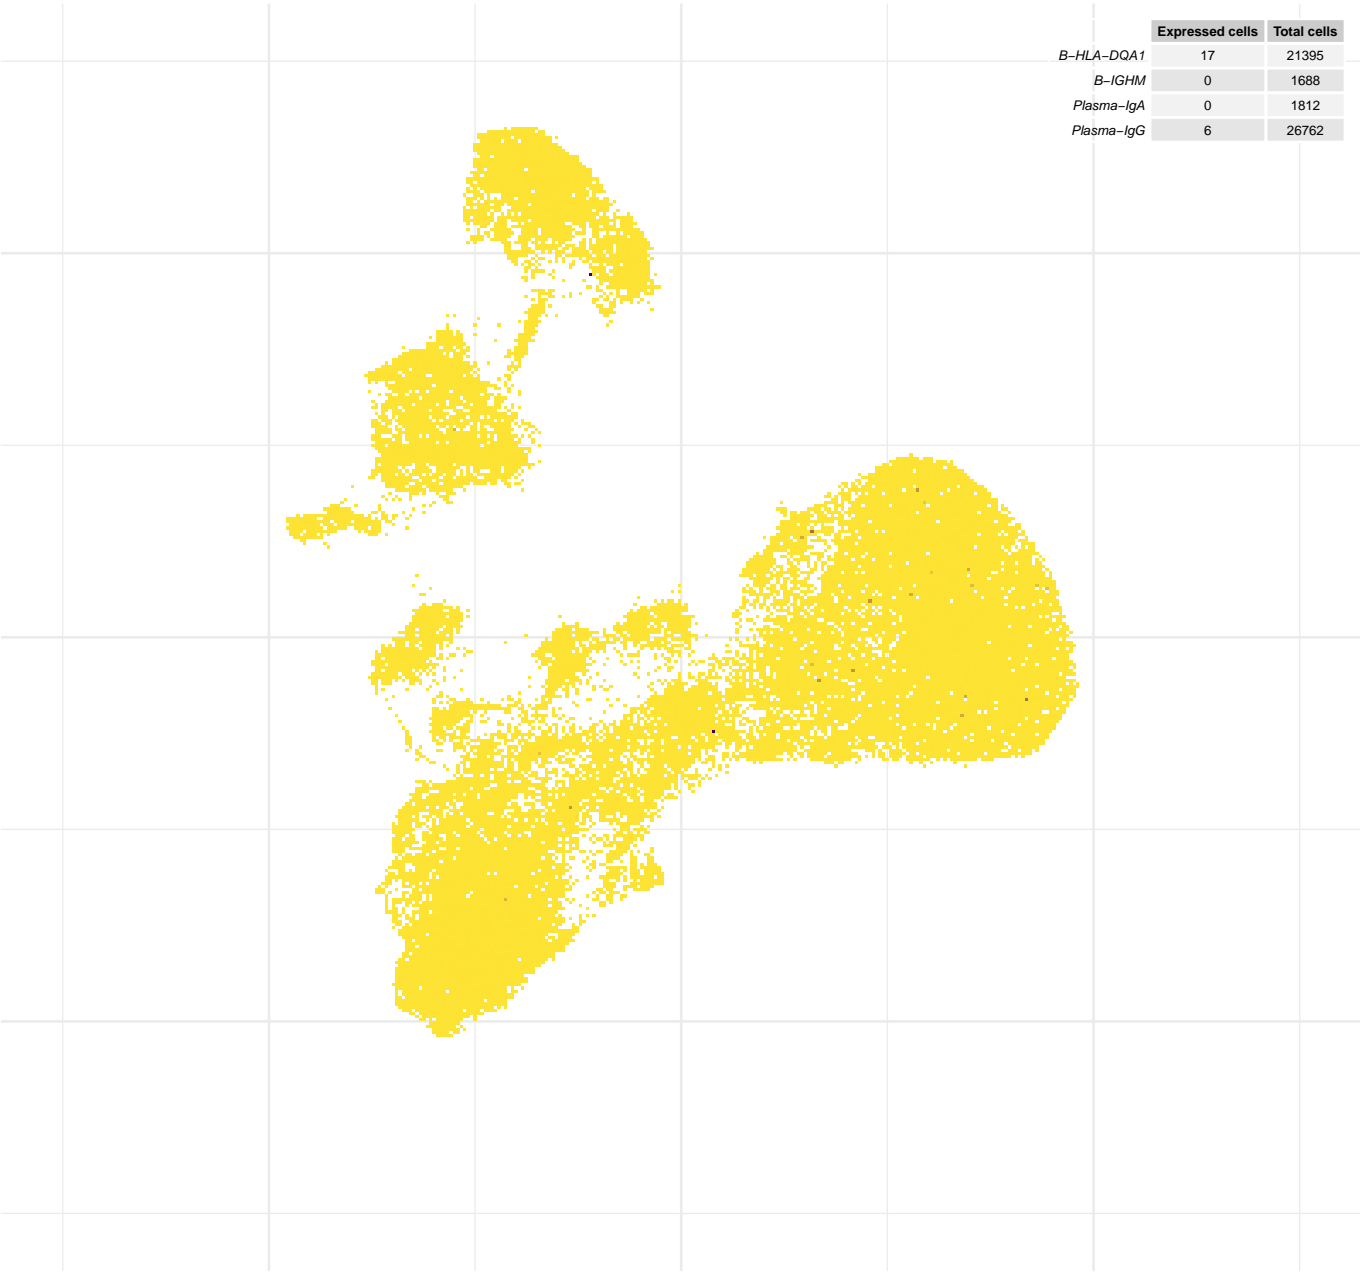 Expressed cells Total cells
B−HLA−DQA1 17 21395
B−IGHM 0 1688
Plasma−IgA 0 1812
Plasma−IgG 6 26762